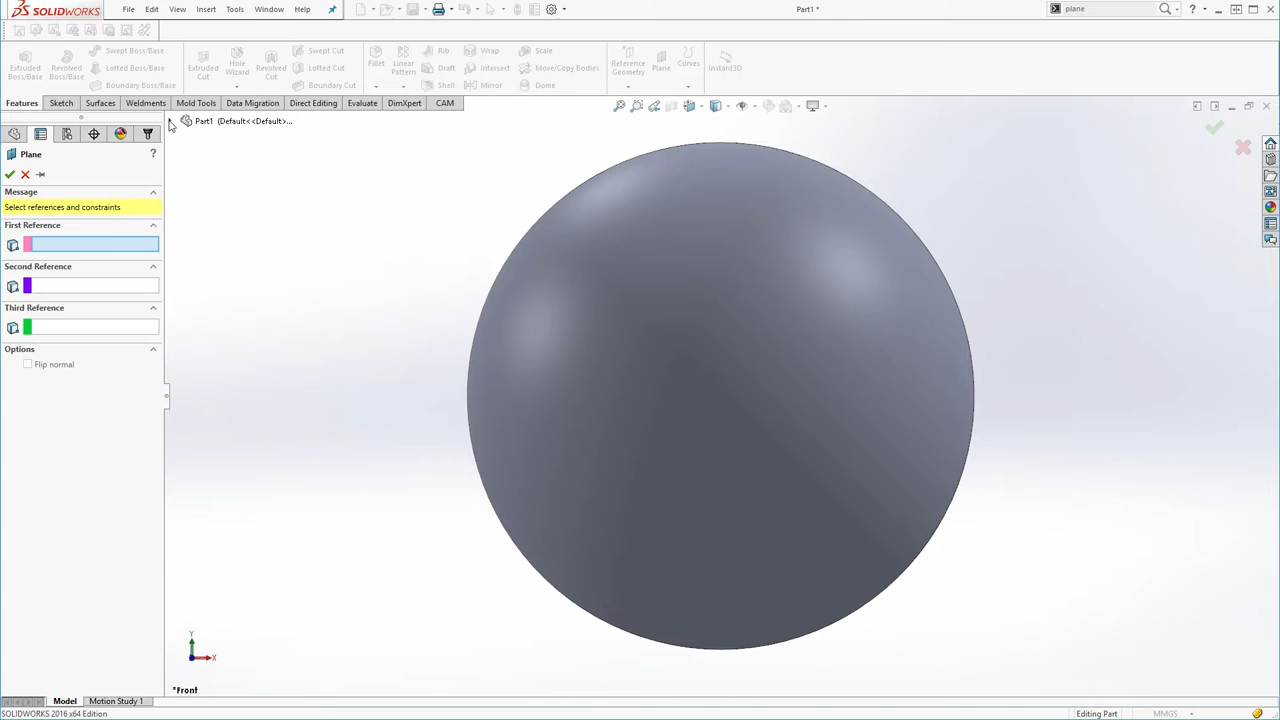 SOLIDWORKS File Edit View Insert Tools Window Help Part1 * plane ?
Extruded Boss/Base
Revolved Boss/Base
Swept Boss/Base
Lofted Boss/Base
Boundary Boss/Base
Extruded Cut
Hole Wizard
Revolved Cut
Swept Cut
Lofted Cut
Boundary Cut
Fillet
Linear Pattern
Rib
Draft
Shell
Wrap
Intersect
Mirror
Scale
Move/Copy Bodies
Dome
Reference Geometry
Plane
Curves
Instant3D
Features Sketch Surfaces Weldments Mold Tools Data Migration Direct Editing Evaluate DimXpert CAM
Part1 (Default<<Default>...
Plane ?
Message
Select references and constraints
First Reference
Second Reference
Third Reference
Options
Flip normal
Y
X
*Front
Model Motion Study 1
SOLIDWORKS 2016 x64 Edition Editing Part MMGS